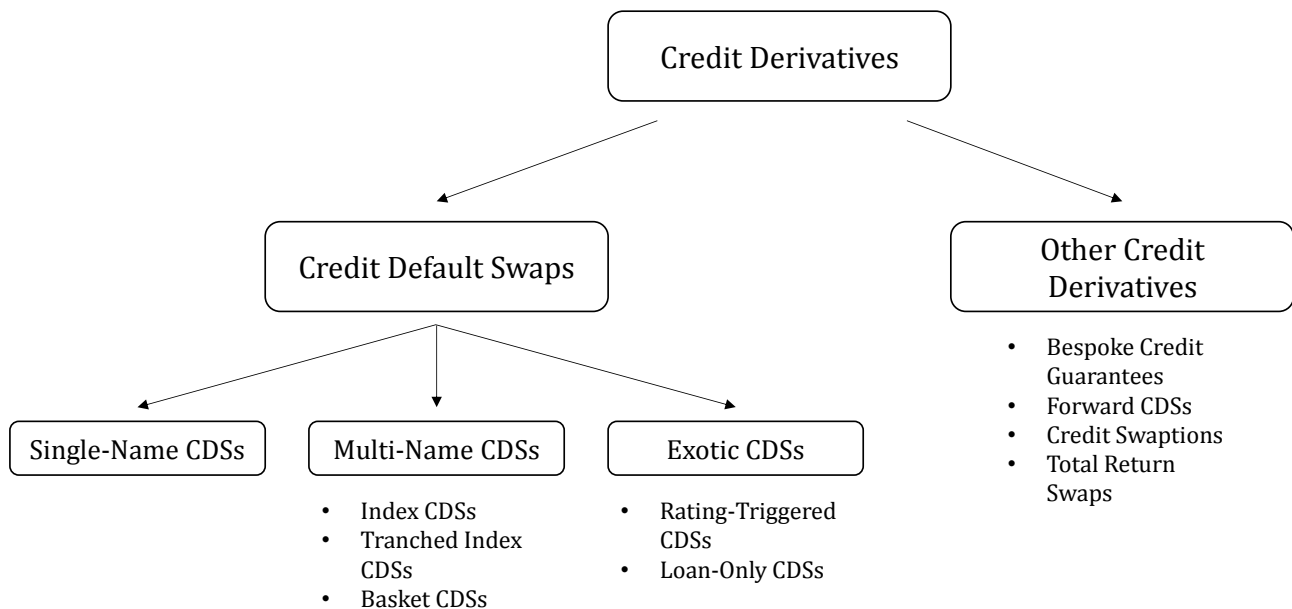 Credit Derivatives
Credit Default Swaps
Other Credit
Derivatives
• Bespoke Credit
Guarantees
• Forward CDSs
• Credit Swaptions
• Total Return
Swaps
Single-Name CDSs
Multi-Name CDSs
• Index CDSs
• Tranched Index
CDSs
• Basket CDSs
Exotic CDSs
• Rating-Triggered
CDSs
• Loan-Only CDSs